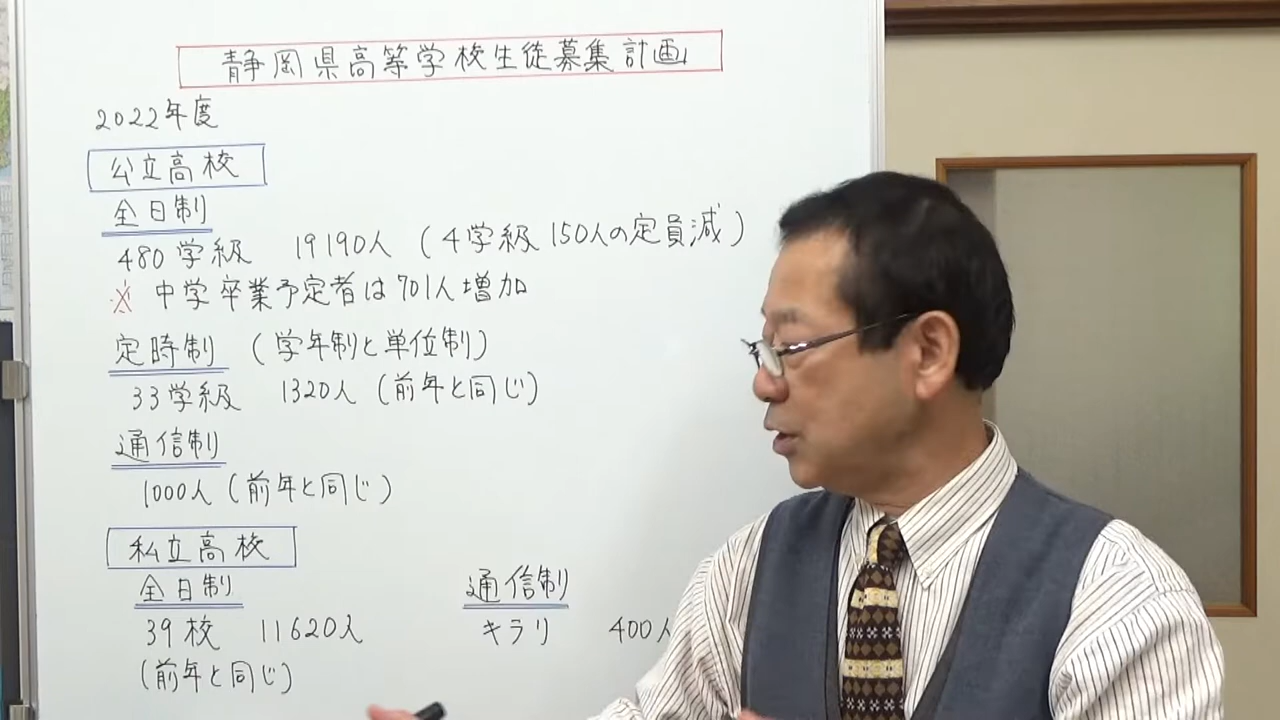 静岡県高等学校生徒募集計画
2022年度
公立高校
全日制
480学級 19190人 (4学級150人の定員減)
※ 中学卒業予定者は701人増加
定時制 (学年制と単位制)
33学級 1320人 (前年と同じ)
通信制
1000人 (前年と同じ)
私立高校
全日制
39校 11620人
(前年と同じ)
通信制
キラリ 400人